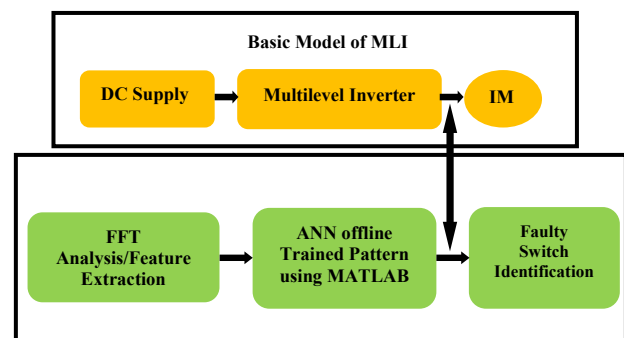 Basic Model of MLI
DC Supply
Multilevel Inverter
IM
FFT
Analysis/Feature
Extraction
ANN offline
Trained Pattern
using MATLAB
Faulty
Switch
Identification